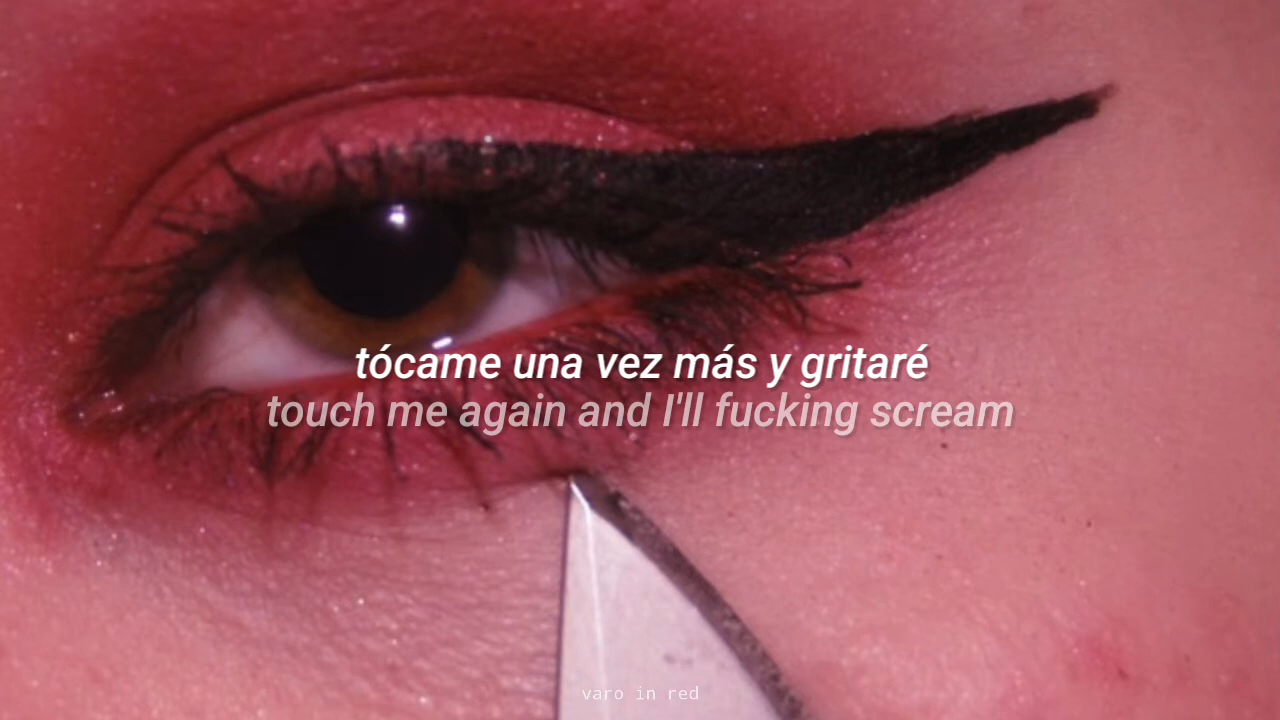 tócame una vez más y gritaré
touch me again and I'll fucking scream
varo in red